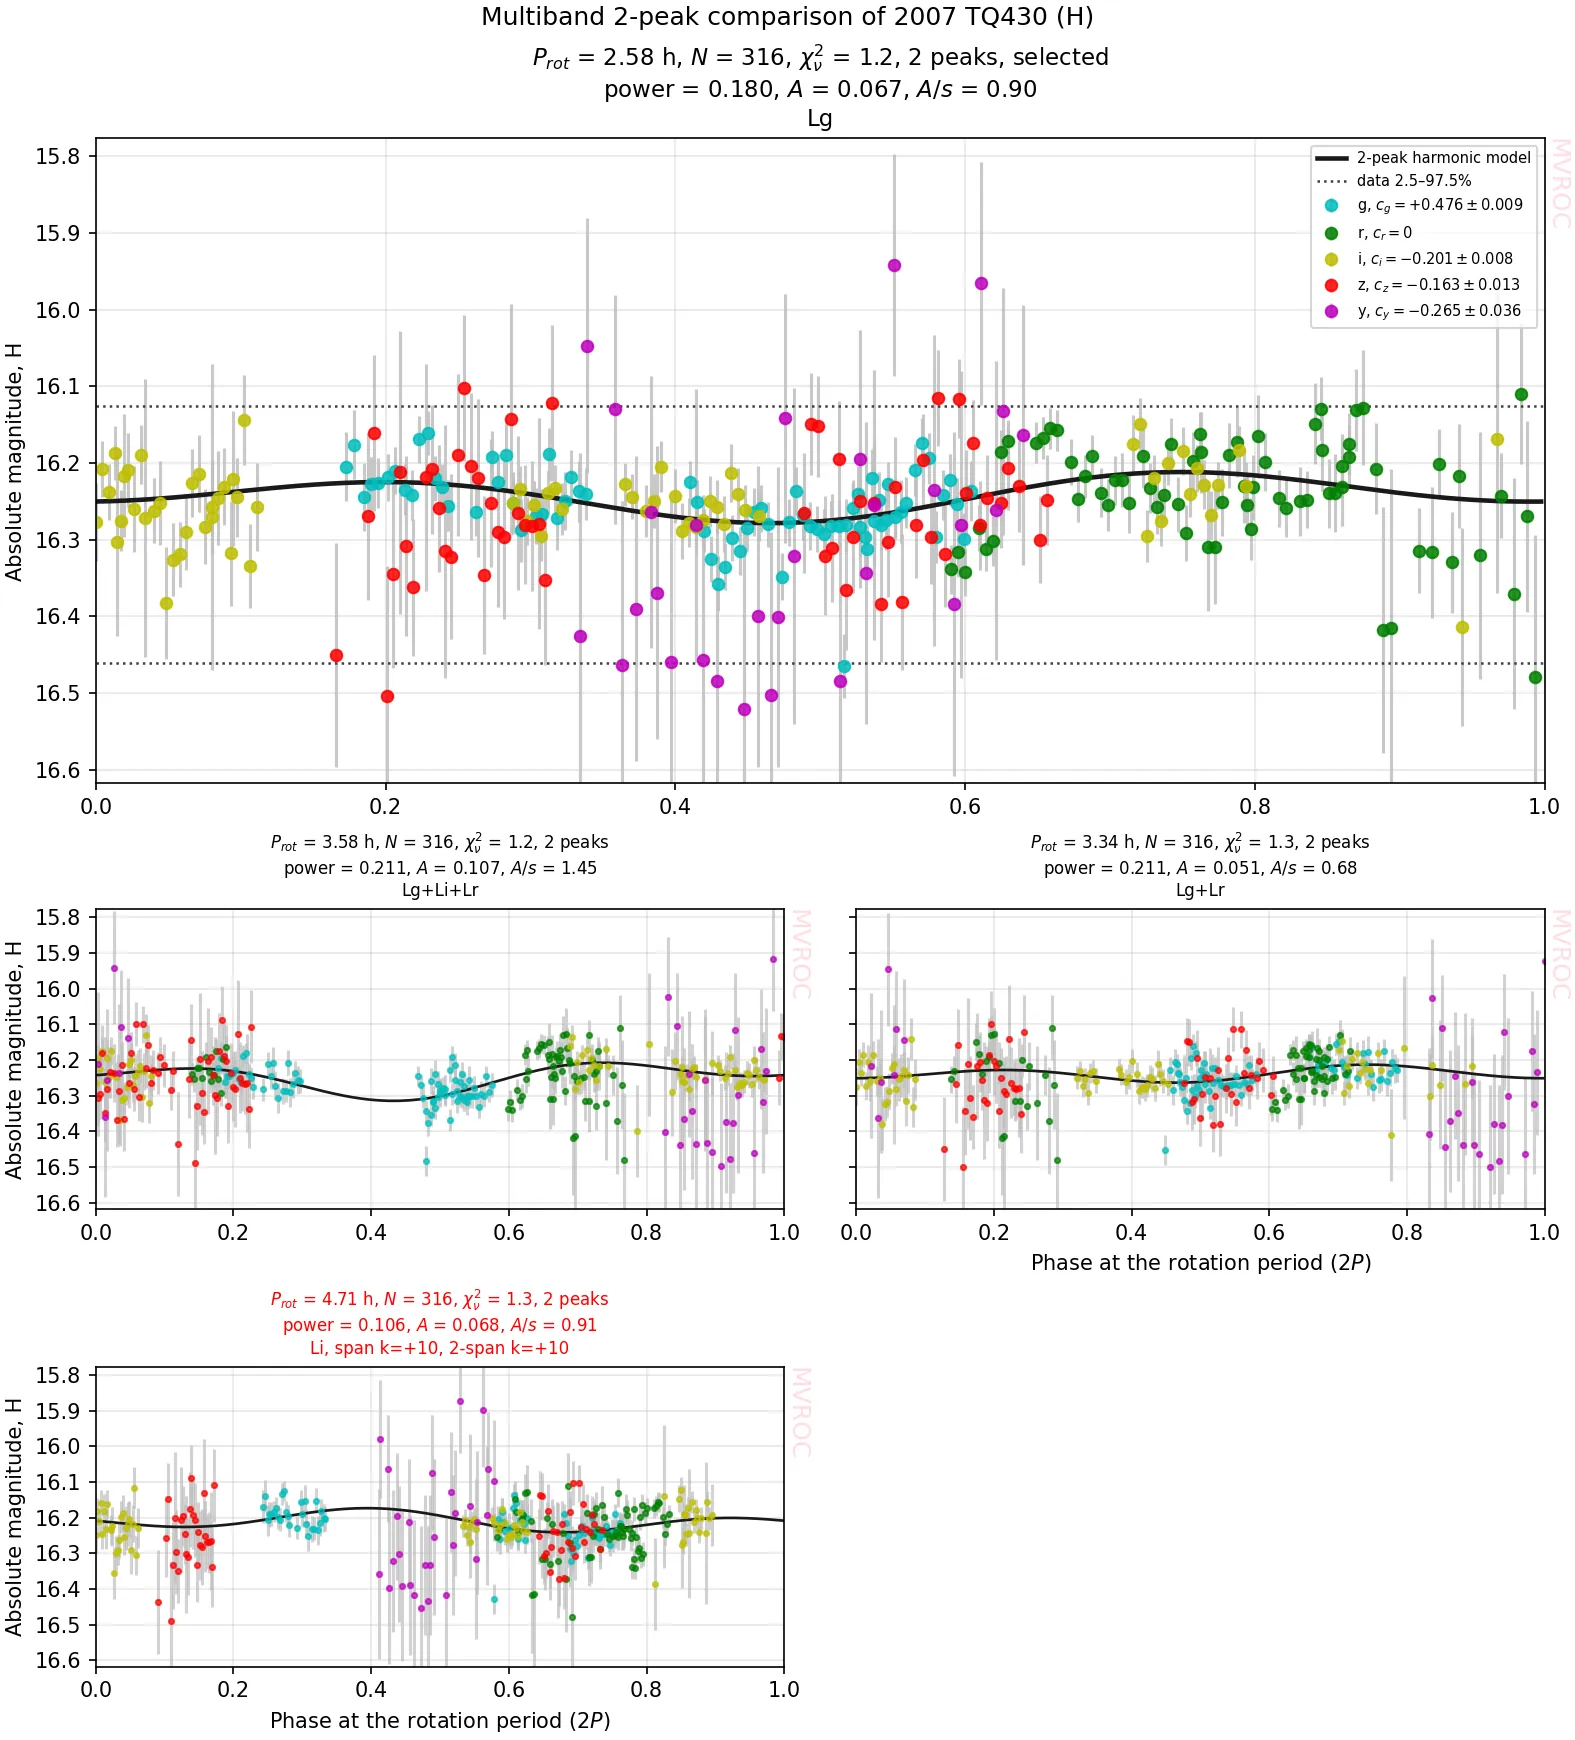 Multiband 2-peak comparison of 2007 TQ430 (H)
P_rot = 2.58 h, N = 316, χ²_ν = 1.2, 2 peaks, selected
power = 0.180, A = 0.067, A/s = 0.90
Lg
MVROC
2-peak harmonic model
data 2.5–97.5%
g, c_g = +0.476 ± 0.009
r, c_r = 0
i, c_i = −0.201 ± 0.008
z, c_z = −0.163 ± 0.013
y, c_y = −0.265 ± 0.036
Absolute magnitude, H
15.8
15.9
16.0
16.1
16.2
16.3
16.4
16.5
16.6
0.0 0.2 0.4 0.6 0.8 1.0
P_rot = 3.58 h, N = 316, χ²_ν = 1.2, 2 peaks
power = 0.211, A = 0.107, A/s = 1.45
Lg+Li+Lr
MVROC
Absolute magnitude, H
15.8
15.9
16.0
16.1
16.2
16.3
16.4
16.5
16.6
0.0 0.2 0.4 0.6 0.8 1.0
P_rot = 3.34 h, N = 316, χ²_ν = 1.3, 2 peaks
power = 0.211, A = 0.051, A/s = 0.68
Lg+Lr
MVROC
0.0 0.2 0.4 0.6 0.8 1.0
Phase at the rotation period (2P)
P_rot = 4.71 h, N = 316, χ²_ν = 1.3, 2 peaks
power = 0.106, A = 0.068, A/s = 0.91
Li, span k=+10, 2-span k=+10
MVROC
Absolute magnitude, H
15.8
15.9
16.0
16.1
16.2
16.3
16.4
16.5
16.6
0.0 0.2 0.4 0.6 0.8 1.0
Phase at the rotation period (2P)